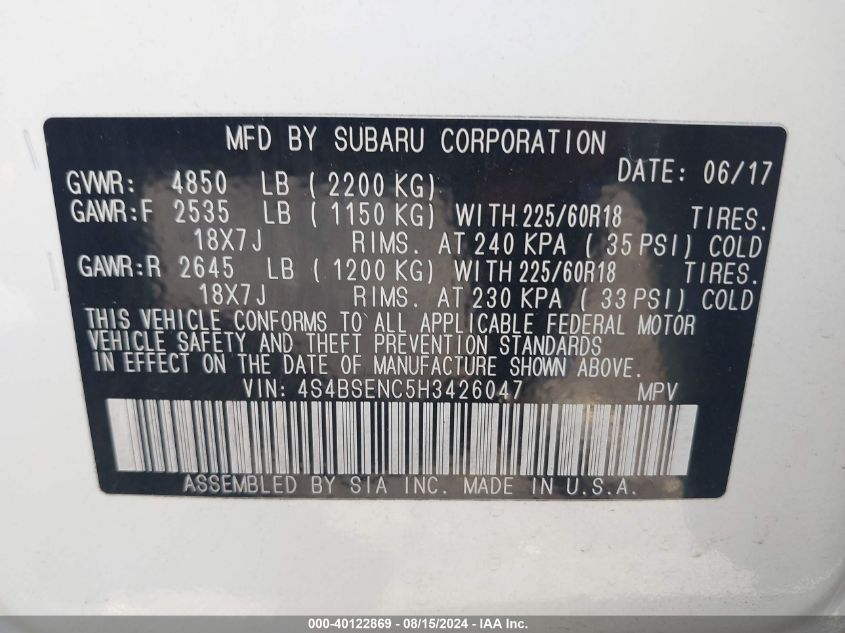 MFD BY SUBARU CORPORATION
DATE: 06/17
GVWR: 4850 LB ( 2200 KG)
GAWR:F 2535 LB ( 1150 KG) WITH 225/60R18 TIRES.
18X7J RIMS. AT 240 KPA ( 35 PSI) COLD
GAWR:R 2645 LB ( 1200 KG) WITH 225/60R18 TIRES.
18X7J RIMS. AT 230 KPA ( 33 PSI) COLD
THIS VEHICLE CONFORMS TO ALL APPLICABLE FEDERAL MOTOR
VEHICLE SAFETY AND THEFT PREVENTION STANDARDS
IN EFFECT ON THE DATE OF MANUFACTURE SHOWN ABOVE.
VIN: 4S4BSENC5H3426047 MPV
ASSEMBLED BY SIA INC. MADE IN U.S.A.
000-40122869 - 08/15/2024 - IAA Inc.